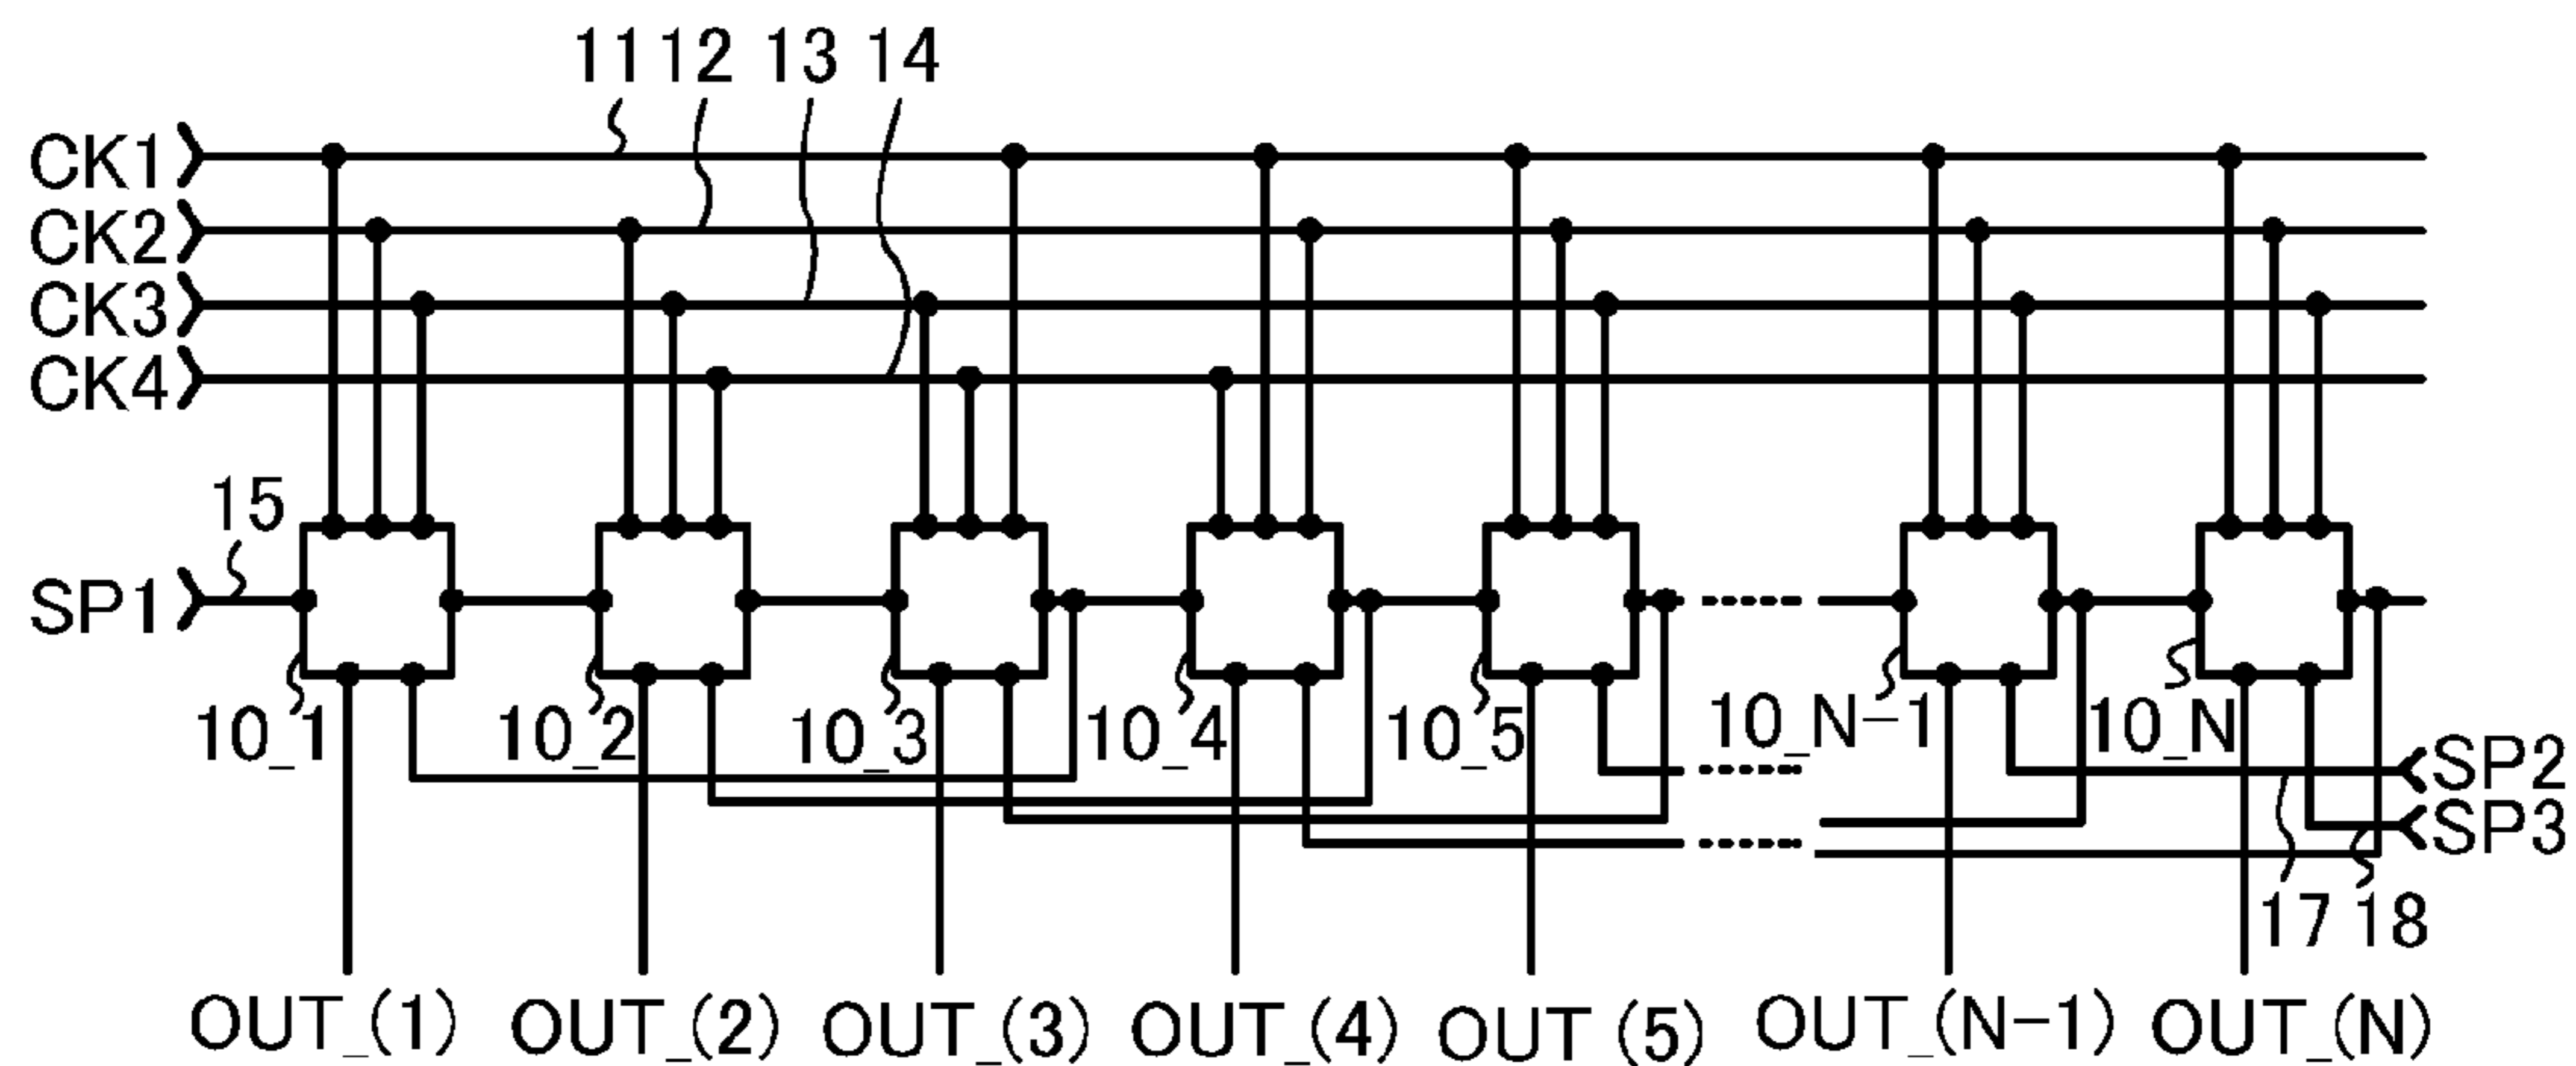 11 12 13 14
CK1
CK2
CK3
CK4
15
SP1
10_1 10_2 10_3 10_4 10_5 10_N-1 10_N
SP2
SP3
17 18
OUT_(1) OUT_(2) OUT_(3) OUT_(4) OUT (5) OUT_(N-1) OUT_(N)